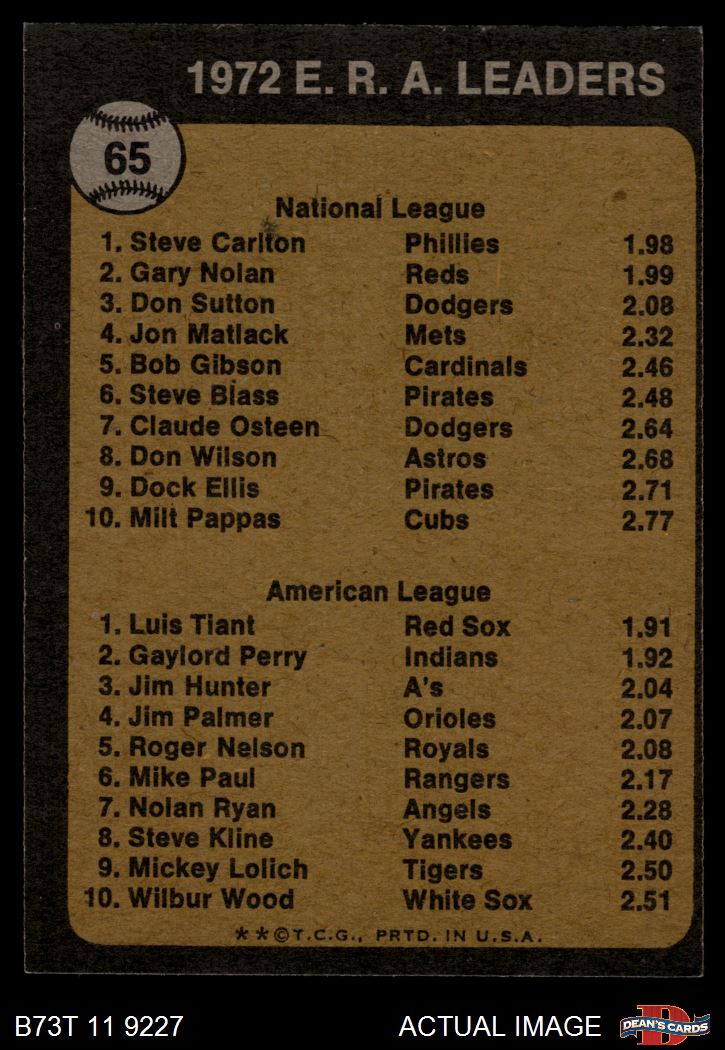 1972 E. R. A. LEADERS
65
National League
1. Steve Carlton Phillies 1.98
2. Gary Nolan Reds 1.99
3. Don Sutton Dodgers 2.08
4. Jon Matlack Mets 2.32
5. Bob Gibson Cardinals 2.46
6. Steve Blass Pirates 2.48
7. Claude Osteen Dodgers 2.64
8. Don Wilson Astros 2.68
9. Dock Ellis Pirates 2.71
10. Milt Pappas Cubs 2.77
American League
1. Luis Tiant Red Sox 1.91
2. Gaylord Perry Indians 1.92
3. Jim Hunter A's 2.04
4. Jim Palmer Orioles 2.07
5. Roger Nelson Royals 2.08
6. Mike Paul Rangers 2.17
7. Nolan Ryan Angels 2.28
8. Steve Kline Yankees 2.40
9. Mickey Lolich Tigers 2.50
10. Wilbur Wood White Sox 2.51
**©T.C.G., PRTD. IN U.S.A.
B73T 11 9227 ACTUAL IMAGE D DEAN'S CARDS